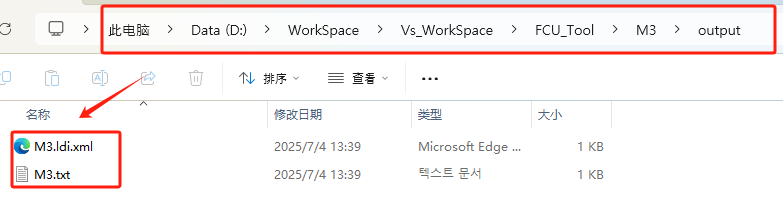 此电脑 > Data (D:) > WorkSpace > Vs_WorkSpace > FCU_Tool > M3 > output
排序 查看 ...
名称 修改日期 类型 大小
M3.ldi.xml 2025/7/4 13:39 Microsoft Edge ... 1 KB
M3.txt 2025/7/4 13:39 텍스트 문서 1 KB